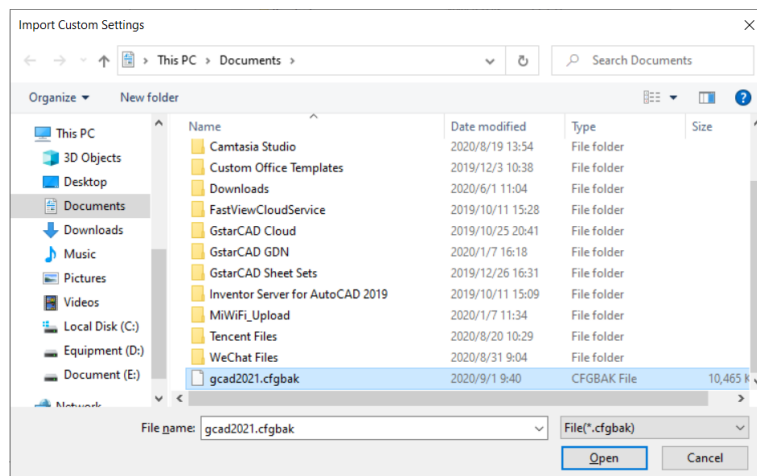 Import Custom Settings
This PC > Documents >
Search Documents
Organize
New folder
This PC
3D Objects
Desktop
Documents
Downloads
Music
Pictures
Videos
Local Disk (C:)
Equipment (D:)
Document (E:)
Network
Name Date modified Type Size
Camtasia Studio 2020/8/19 13:54 File folder
Custom Office Templates 2019/12/3 10:38 File folder
Downloads 2020/6/1 11:04 File folder
FastViewCloudService 2019/10/11 15:28 File folder
GstarCAD Cloud 2019/10/25 20:41 File folder
GstarCAD GDN 2020/1/7 16:18 File folder
GstarCAD Sheet Sets 2019/12/26 16:31 File folder
Inventor Server for AutoCAD 2019 2019/10/11 15:09 File folder
MiWiFi_Upload 2020/1/7 11:34 File folder
Tencent Files 2020/8/20 10:29 File folder
WeChat Files 2020/8/31 9:04 File folder
gcad2021.cfgbak 2020/9/1 9:40 CFGBAK File 10,465 K
File name: gcad2021.cfgbak File(*.cfgbak)
Open Cancel